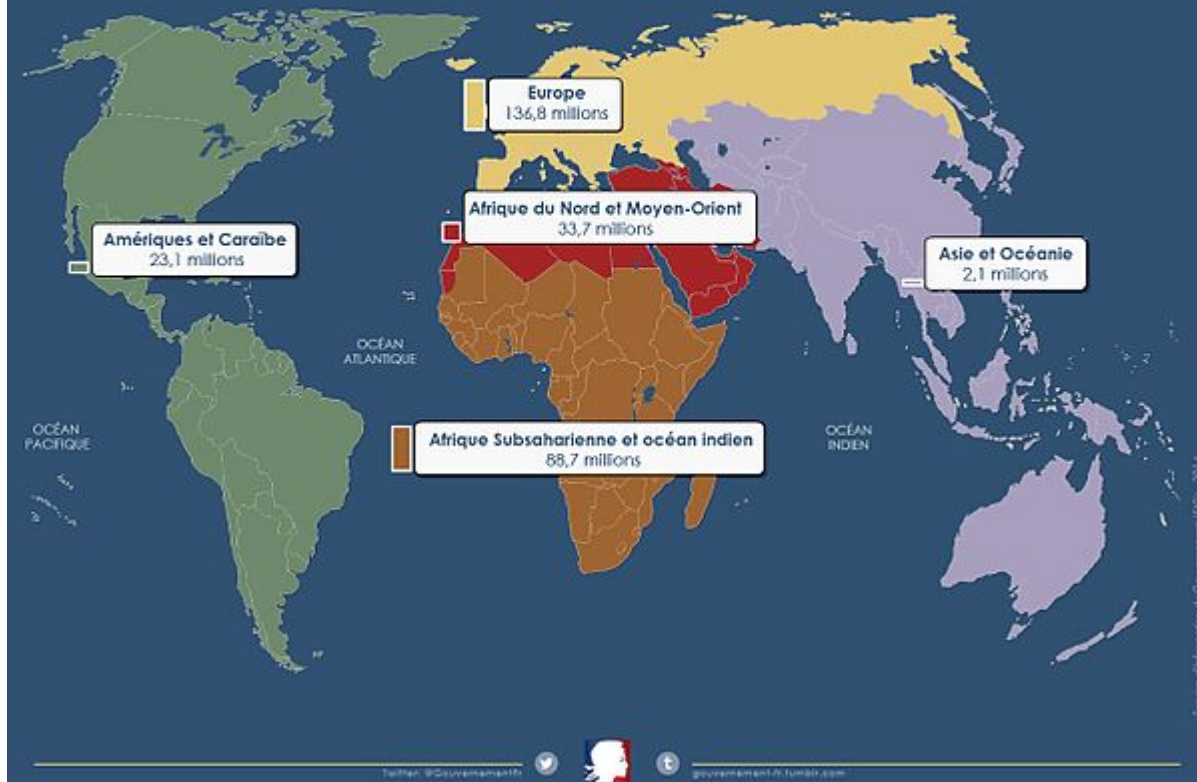 Europe
136,8 millions
Afrique du Nord et Moyen-Orient
33,7 millions
Amériques et Caraïbe
23,1 millions
Asie et Océanie
2,1 millions
OCÉAN
ATLANTIQUE
OCÉAN
PACIFIQUE
Afrique Subsaharienne et océan indien
88,7 millions
OCÉAN
INDIEN
Twitter: @Gouvernementfr
gouvernement-fr.tumblr.com